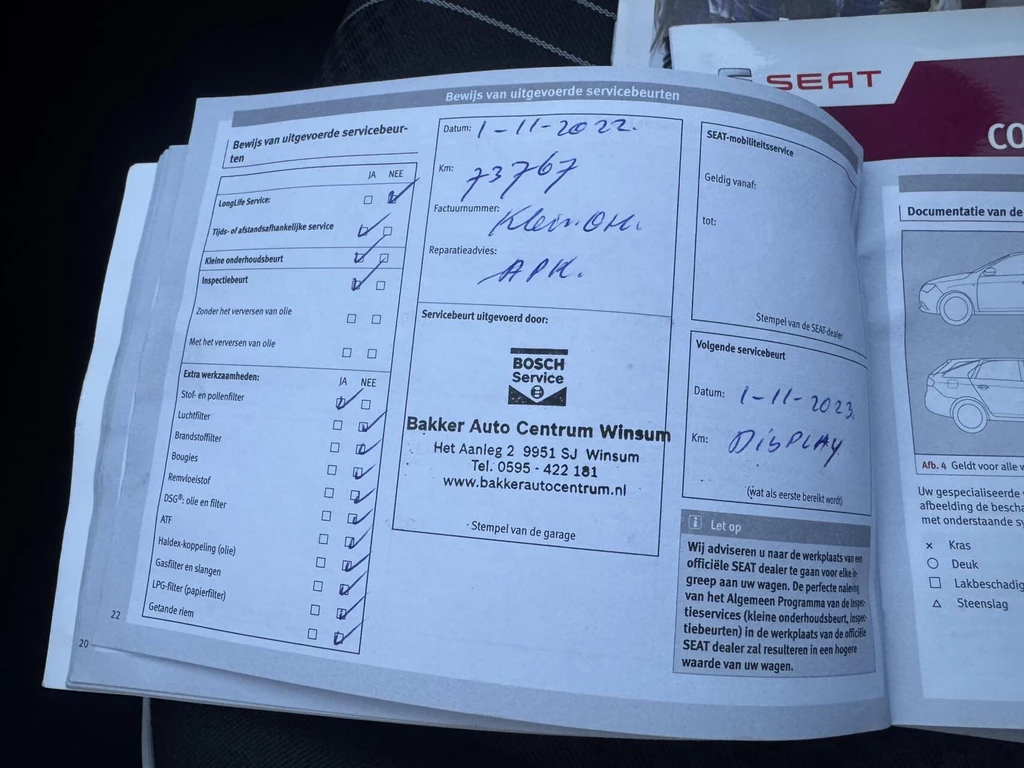 SEAT
CO
Bewijs van uitgevoerde servicebeurten
Bewijs van uitgevoerde servicebeur-
ten
JA NEE
LongLife Service:
Tijds- of afstandsafhankelijke service
Kleine onderhoudsbeurt
Inspectiebeurt
Zonder het verversen van olie
Met het verversen van olie
Extra werkzaamheden: JA NEE
Stof- en pollenfilter
Luchtfilter
Brandstoffilter
Bougies
Remvloeistof
DSG®: olie en filter
ATF
Haldex-koppeling (olie)
Gasfilter en slangen
LPG-filter (papierfilter)
Getande riem
22
20
Datum: 1-11-2022.
Km: 73767
Factuurnummer: Klein OH.
Reparatieadvies: APK.
Servicebeurt uitgevoerd door:
BOSCH
Service
Bakker Auto Centrum Winsum
Het Aanleg 2 9951 SJ Winsum
Tel. 0595 - 422 181
www.bakkerautocentrum.nl
Stempel van de garage
SEAT-mobiliteitsservice
Geldig vanaf:
tot:
Stempel van de SEAT-dealer
Volgende servicebeurt
Datum: 1-11-2023.
Km: DISPLAY
(wat als eerste bereikt wordt)
i Let op
Wij adviseren u naar de werkplaats van een
officiële SEAT dealer te gaan voor elke in-
greep aan uw wagen. De perfecte naleving
van het Algemeen Programma van de Inspec-
tieservices (kleine onderhoudsbeurt, inspec-
tiebeurten) in de werkplaats van de officiële
SEAT dealer zal resulteren in een hogere
waarde van uw wagen.
Documentatie van de
Afb. 4 Geldt voor alle
Uw gespecialiseerde
afbeelding de bescha
met onderstaande sy
× Kras
○ Deuk
□ Lakbeschadig
△ Steenslag